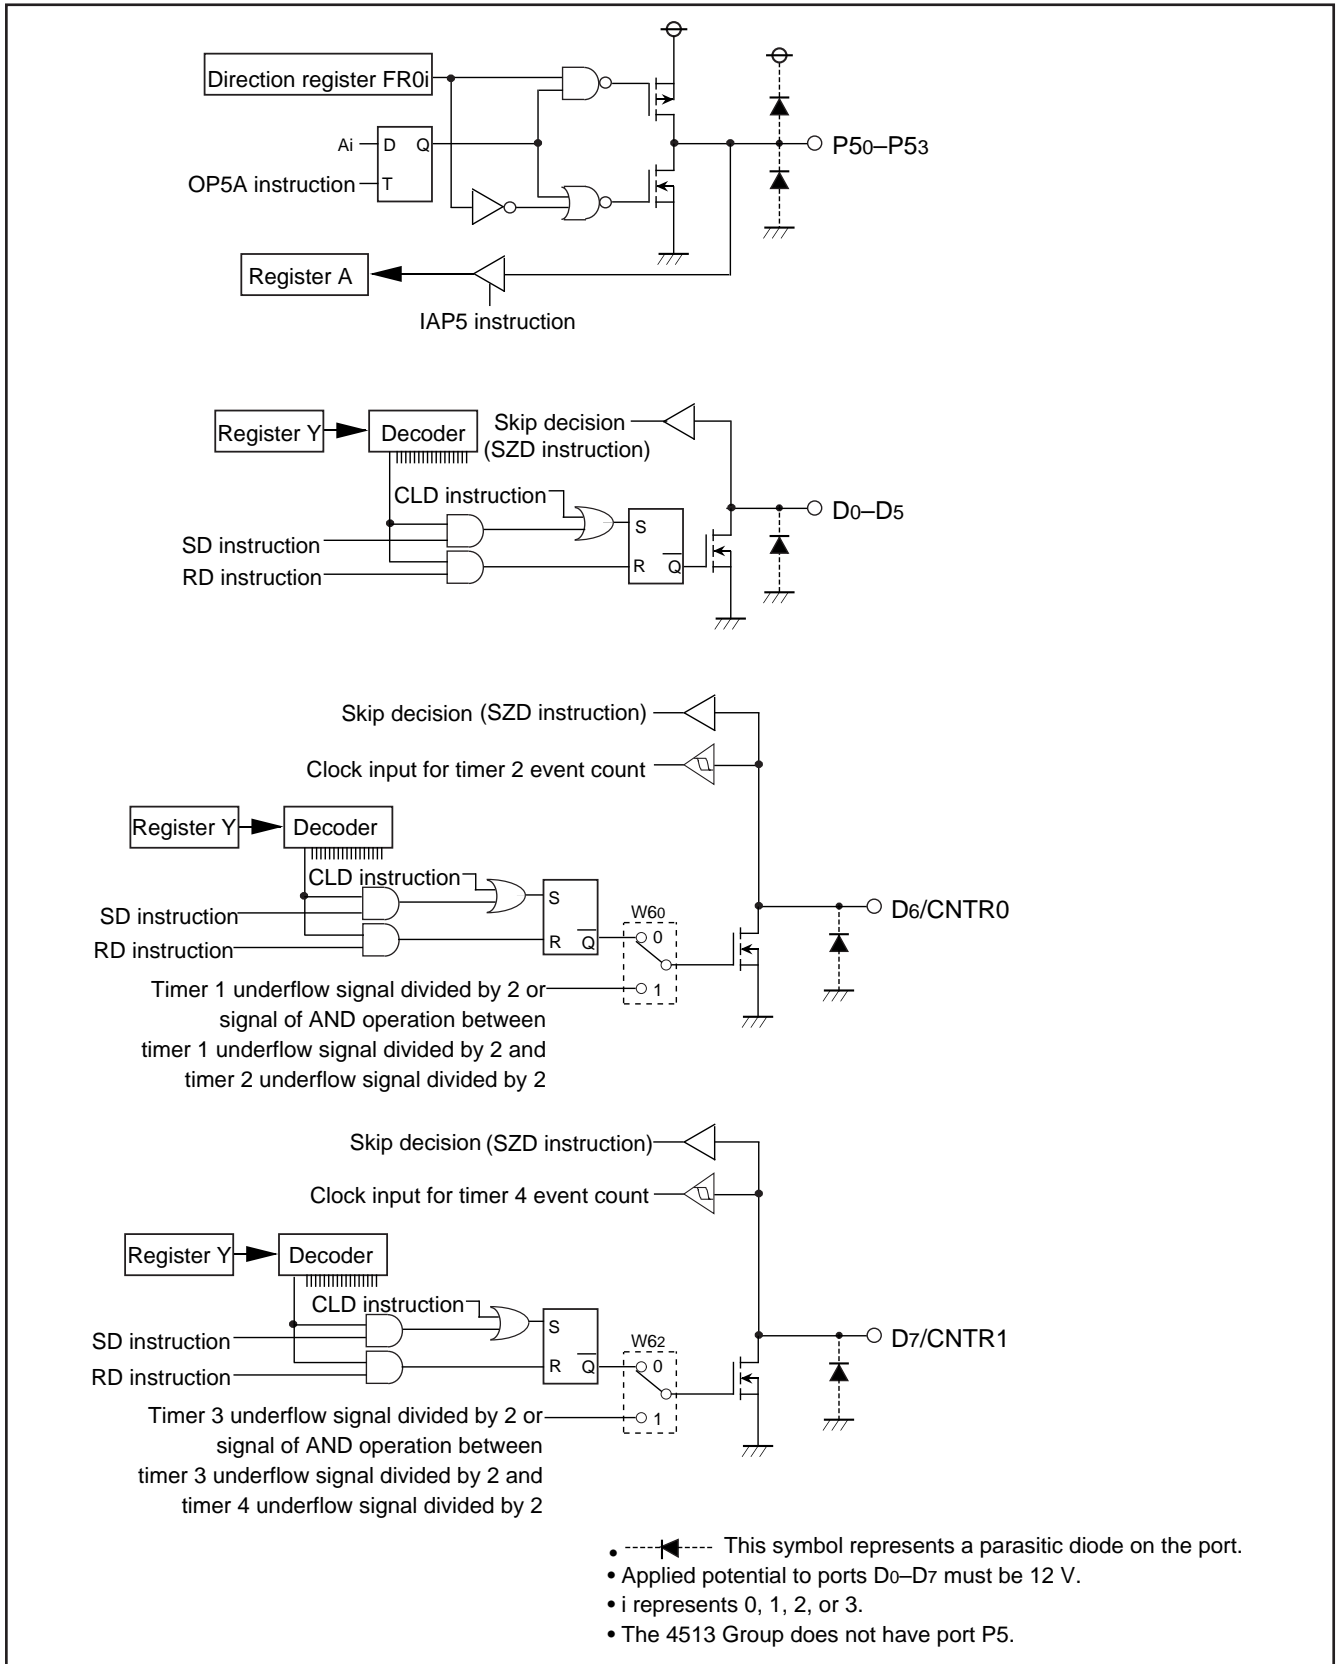 Direction register FR0i
Ai
D Q
T
OP5A instruction
P50–P53
Register A
IAP5 instruction
Register Y
Decoder
Skip decision
(SZD instruction)
CLD instruction
SD instruction
RD instruction
S
R Q
D0–D5
Skip decision (SZD instruction)
Clock input for timer 2 event count
Register Y
Decoder
CLD instruction
SD instruction
RD instruction
S
R Q
W60
0
1
D6/CNTR0
Timer 1 underflow signal divided by 2 or
signal of AND operation between
timer 1 underflow signal divided by 2 and
timer 2 underflow signal divided by 2
Skip decision (SZD instruction)
Clock input for timer 4 event count
Register Y
Decoder
CLD instruction
SD instruction
RD instruction
S
R Q
W62
0
1
D7/CNTR1
Timer 3 underflow signal divided by 2 or
signal of AND operation between
timer 3 underflow signal divided by 2 and
timer 4 underflow signal divided by 2
• This symbol represents a parasitic diode on the port.
• Applied potential to ports D0–D7 must be 12 V.
• i represents 0, 1, 2, or 3.
• The 4513 Group does not have port P5.